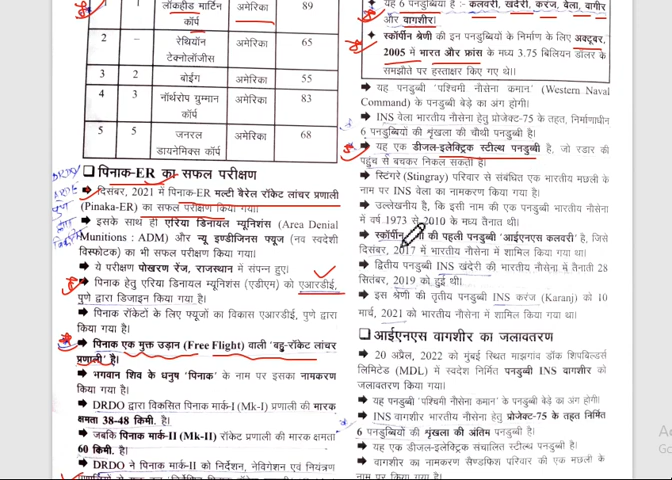 1 1 लॉकहीड मार्टिन कॉर्प अमेरिका 89
2 – रेथियॉन टेक्नोलॉजीस अमेरिका 65
3 2 बोईंग अमेरिका 55
4 3 नॉर्थरोप ग्रुम्मान कॉर्प अमेरिका 83
5 5 जनरल डायनेमिक्स कॉर्प अमेरिका 68
❑ पिनाक-ER का सफल परीक्षण
➡ दिसंबर, 2021 में पिनाक-ER मल्टी बैरेल रॉकेट लांचर प्रणाली
(Pinaka-ER) का सफल परीक्षण किया गया।
➡ इसके साथ ही एरिया डिनायल म्यूनिशंस (Area Denial
Munitions : ADM) और न्यू इण्डीजिनस फ्यूज (नव स्वदेशी
विस्फोटक) का भी सफल परीक्षण किया गया।
➡ ये परीक्षण पोखरण रेंज, राजस्थान में संपन्न हुए।
➡ पिनाक हेतु एरिया डिनायल म्यूनिशंस (एडीएम) को एआरडीई,
पुणे द्वारा डिजाइन किया गया है।
➡ पिनाक रॉकेटों के लिए फ्यूजों का विकास एआरडीई, पुणे द्वारा
किया गया है।
➡ पिनाक एक मुक्त उड़ान (Free Flight) वाली 'बहु-रॉकेट लांचर
प्रणाली' है।
➡ भगवान शिव के धनुष 'पिनाक' के नाम पर इसका नामकरण
किया गया है।
➡ DRDO द्वारा विकसित पिनाक मार्क-I (Mk-I) प्रणाली की मारक
क्षमता 38-48 किमी. है।
➡ जबकि पिनाक मार्क-II (Mk-II) रॉकेट प्रणाली की मारक क्षमता
60 किमी. है।
➡ DRDO ने पिनाक मार्क-II को निर्देशन, नेविगेशन एवं नियंत्रण
✦ यह 6 पनडुब्बियां हैं :- कलवरी, खंदेरी, करंज, वेला, वागीर
और वागशीर।
✦ स्कॉर्पीन श्रेणी की इन पनडुब्बियों के निर्माण के लिए अक्टूबर,
2005 में भारत और फ्रांस के मध्य 3.75 बिलियन डॉलर के
समझौते पर हस्ताक्षर किए गए थे।
➡ यह पनडुब्बी 'पश्चिमी नौसेना कमान' (Western Naval
Command) के पनडुब्बी बेड़े का अंग होगी।
➡ INS वेला भारतीय नौसेना हेतु प्रोजेक्ट-75 के तहत, निर्माणाधीन
6 पनडुब्बियों की श्रृंखला की चौथी पनडुब्बी है।
➡ यह एक डीजल-इलेक्ट्रिक स्टील्थ पनडुब्बी है, जो रडार की
पहुंच से बचकर निकल सकती है।
➡ स्टिंगरे (Stingray) परिवार से संबंधित एक भारतीय मछली के
नाम पर INS वेला का नामकरण किया गया है।
➡ उल्लेखनीय है, कि इसी नाम की एक पनडुब्बी भारतीय नौसेना
में वर्ष 1973 से 2010 के मध्य तैनात थी।
➡ स्कॉर्पीन की पहली पनडुब्बी 'आईएनएस कलवरी' है, जिसे
दिसंबर, 2017 में भारतीय नौसेना में शामिल किया गया था।
➡ द्वितीय पनडुब्बी INS खंदेरी की भारतीय नौसेना में तैनाती 28
सितंबर, 2019 को हुई थी।
➡ इस श्रेणी की तृतीय पनडुब्बी INS करंज (Karanj) को 10
मार्च, 2021 को भारतीय नौसेना में शामिल किया गया था।
❑ आईएनएस वागशीर का जलावतरण
➡ 20 अप्रैल, 2022 को मुंबई स्थित माझगांव डॉक शिपबिल्डर्स
लिमिटेड (MDL) में स्वदेश निर्मित पनडुब्बी INS वागशीर को
जलावतरण किया गया।
➡ यह पनडुब्बी 'पश्चिमी नौसेना कमान' के पनडुब्बी बेड़े का अंग होगी।
➡ INS वागशीर भारतीय नौसेना हेतु प्रोजेक्ट-75 के तहत निर्मित
6 पनडुब्बियों की श्रृंखला की अंतिम पनडुब्बी है।
➡ यह एक डीजल-इलेक्ट्रिक संचालित स्टील्थ पनडुब्बी है।
➡ वागशीर का नामकरण सैण्डफिश परिवार की एक मछली के
नाम पर किया गया है।